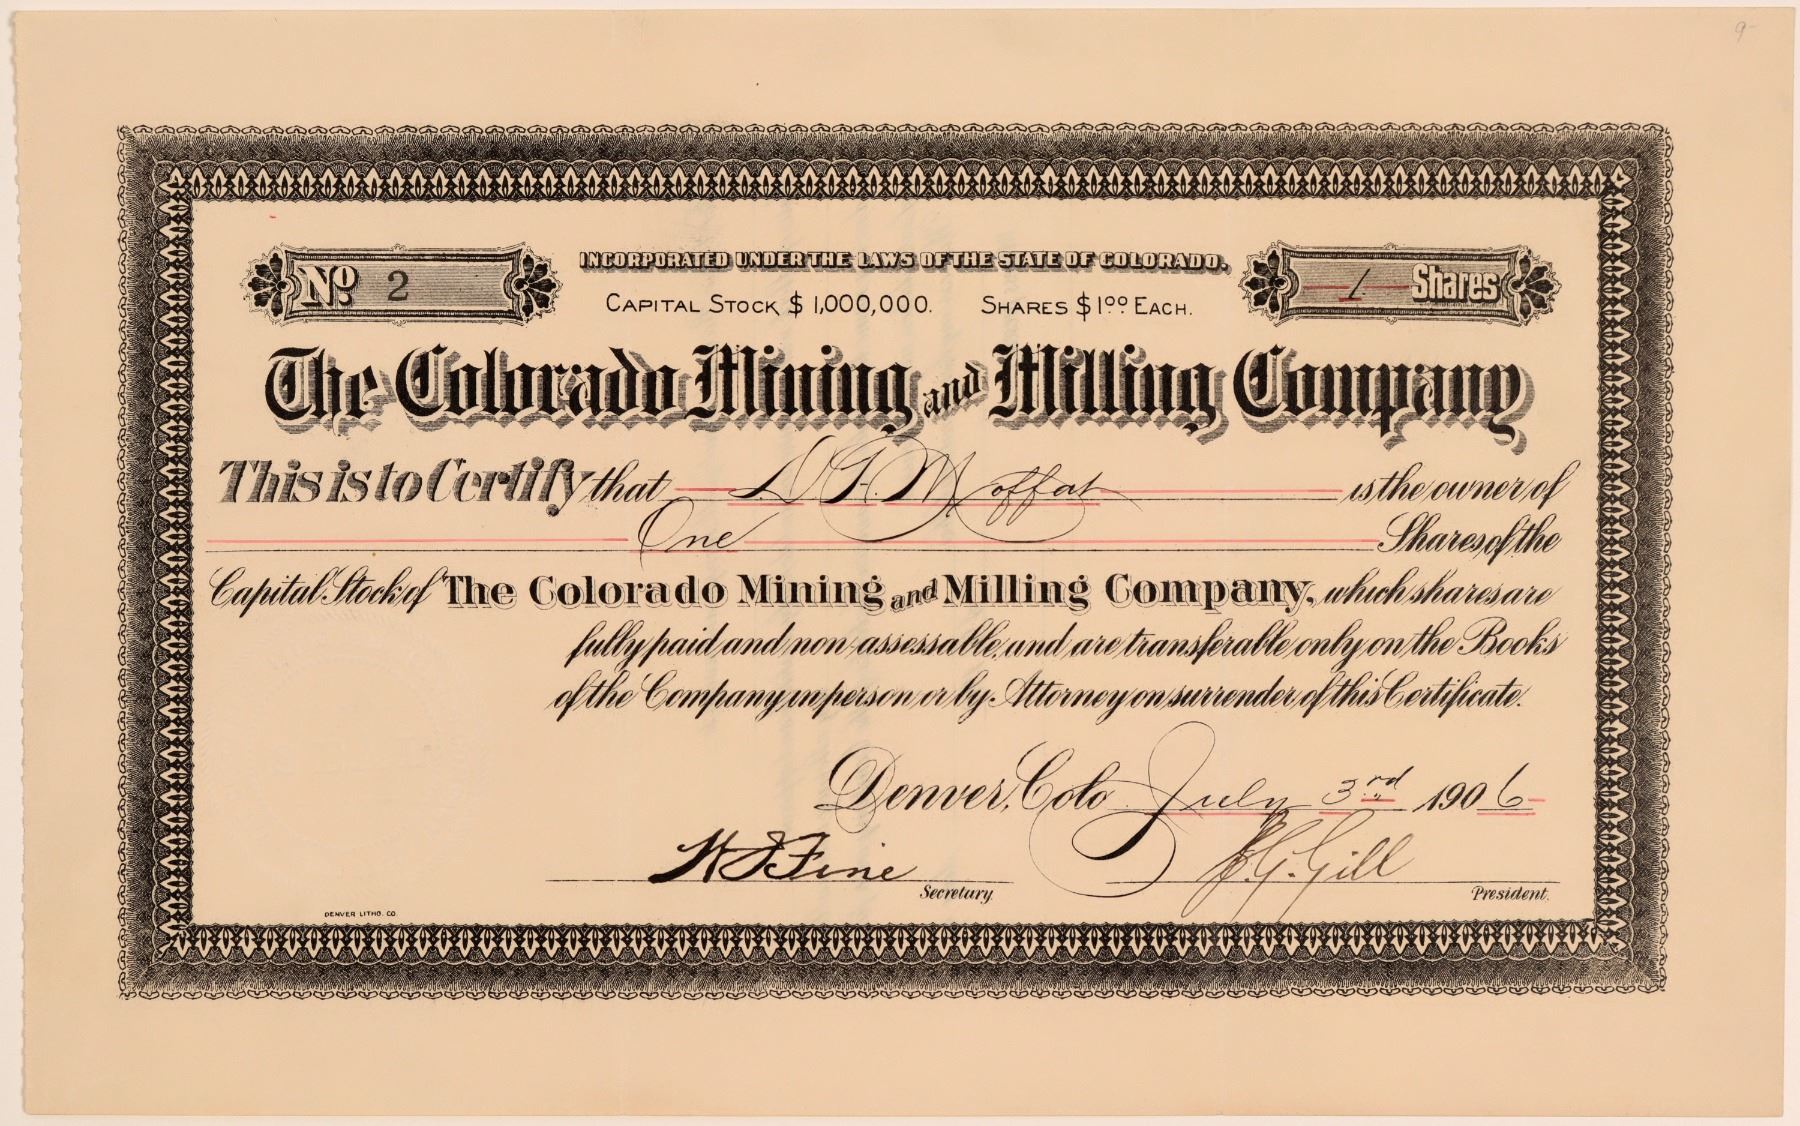 9-
INCORPORATED UNDER THE LAWS OF THE STATE OF COLORADO.
No. 2
CAPITAL STOCK $1,000,000. SHARES $1.00 EACH.
1 Shares
The Colorado Mining and Milling Company
This is to Certify that D. H. Moffat is the owner of
One Shares of the
Capital Stock of The Colorado Mining and Milling Company, which shares are
fully paid and non-assessable, and are transferable only on the Books
of the Company in person or by Attorney on surrender of this Certificate.
Denver, Colo. July 3rd 1906
Fine
Secretury.
J. G. Gill
President.
DENVER LITHO. CO.